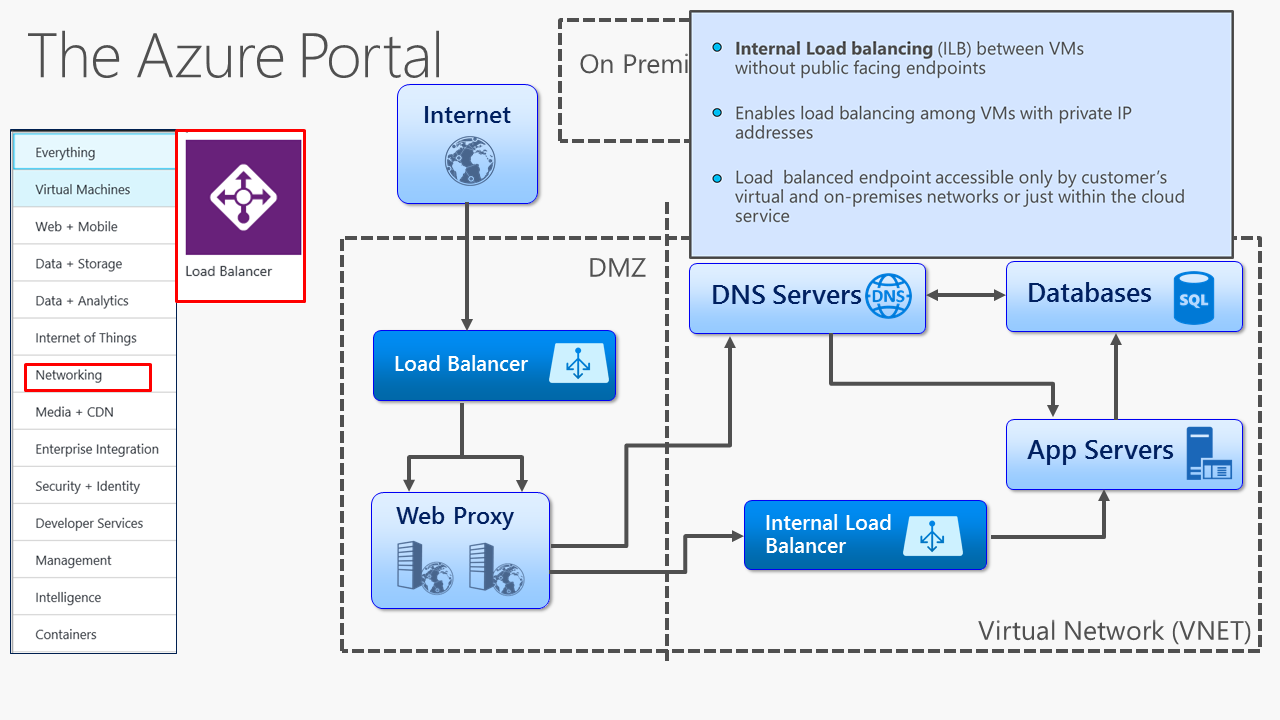 The Azure Portal
On Premi
Internal Load balancing (ILB) between VMs
without public facing endpoints
Enables load balancing among VMs with private IP
addresses
Load  balanced endpoint accessible only by customer's
virtual and on-premises networks or just within the cloud
service
Everything
Virtual Machines
Web + Mobile
Data + Storage
Data + Analytics
Internet of Things
Networking
Media + CDN
Enterprise Integration
Security + Identity
Developer Services
Management
Intelligence
Containers
Load Balancer
Internet
DMZ
Load Balancer
Web Proxy
DNS Servers
DNS
Databases
SQL
App Servers
Internal Load
Balancer
Virtual Network (VNET)